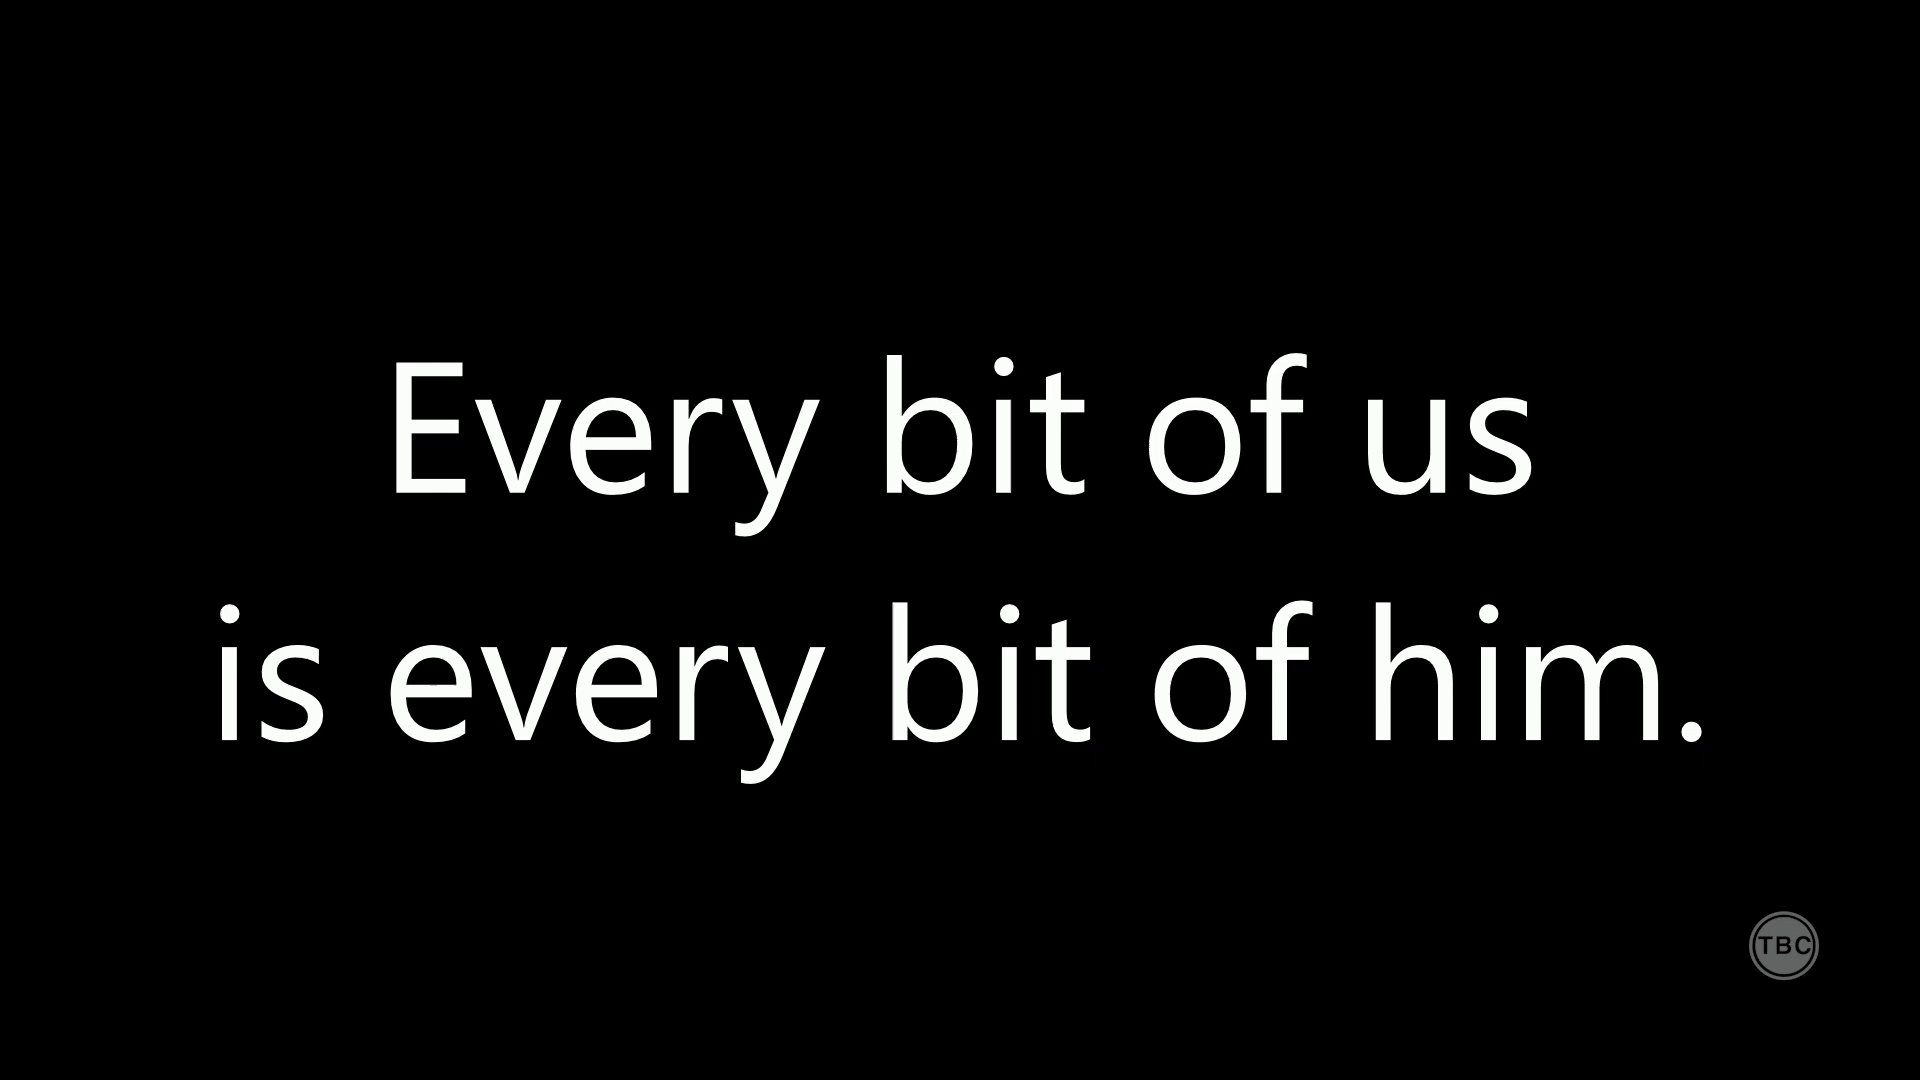 Every bit of us
is every bit of him.
TBC